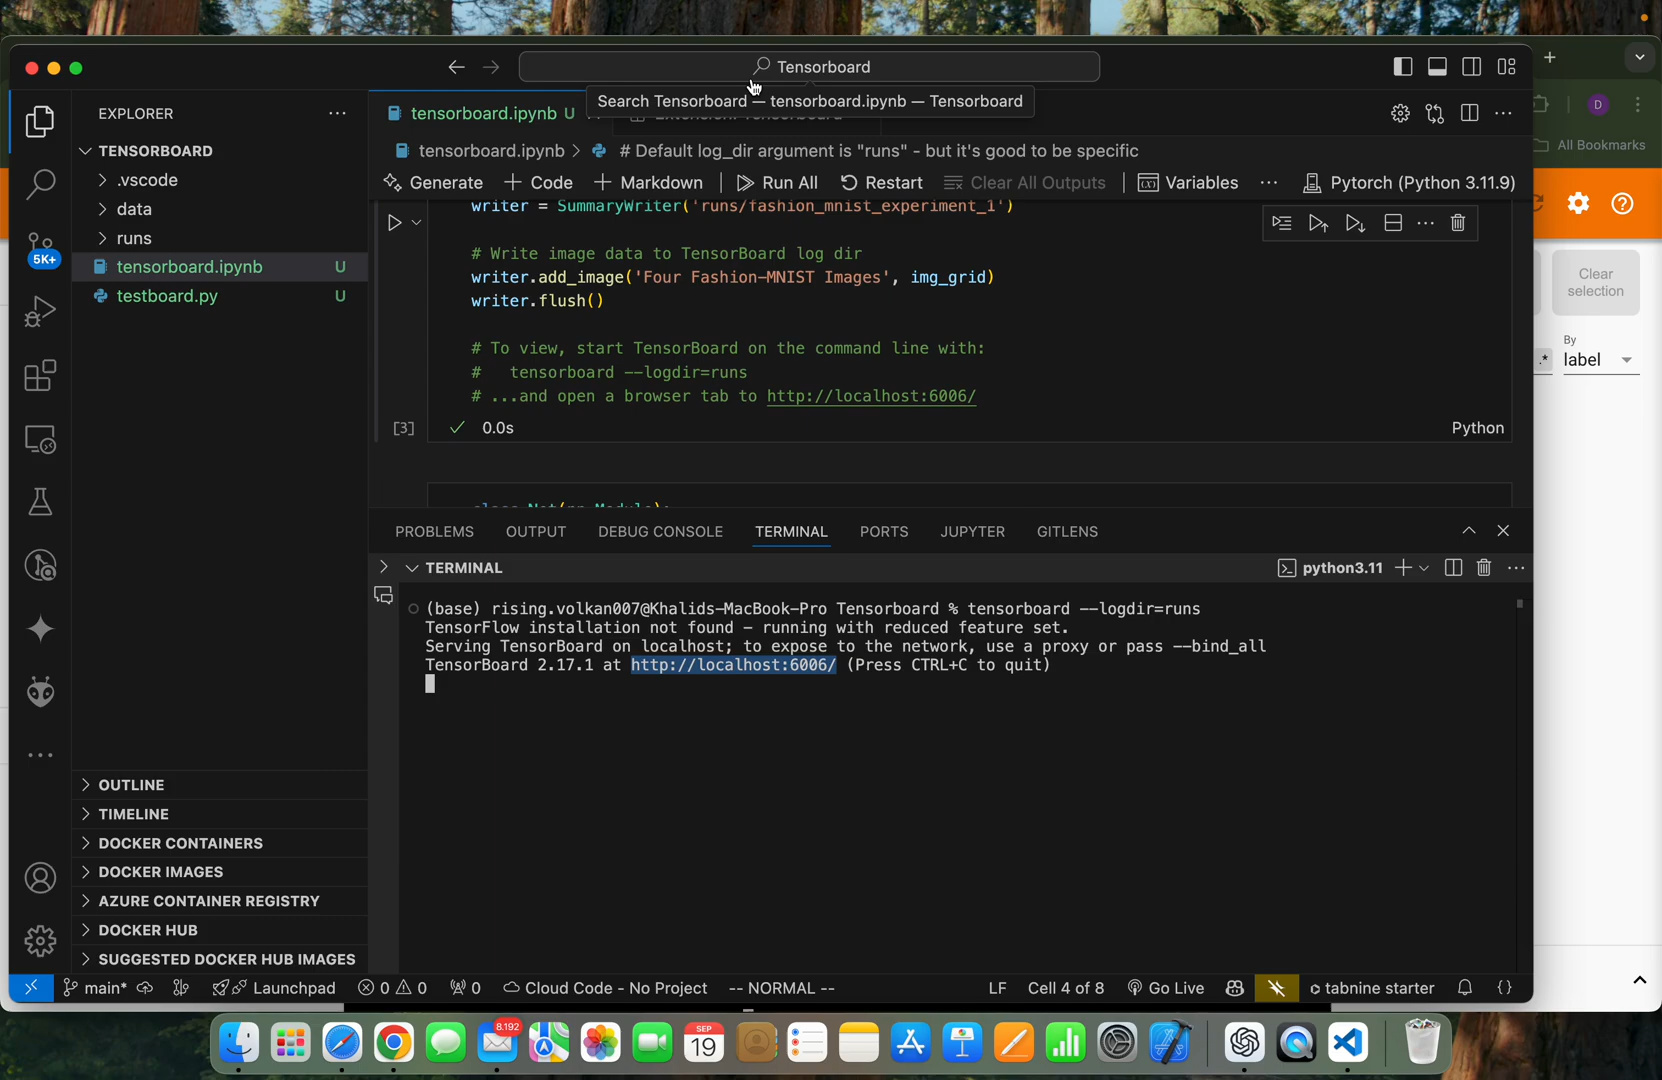 Tensorboard
Search Tensorboard — tensorboard.ipynb — Tensorboard
EXPLORER
tensorboard.ipynb U
D
All Bookmarks
TENSORBOARD
tensorboard.ipynb > # Default log_dir argument is "runs" - but it's good to be specific
.vscode
Generate + Code + Markdown Run All Restart Clear All Outputs Variables ... Pytorch (Python 3.11.9)
data
writer = SummaryWriter('runs/fashion_mnist_experiment_1')
runs
5K+
# Write image data to TensorBoard log dir
tensorboard.ipynb U
writer.add_image('Four Fashion-MNIST Images', img_grid)
Clear
selection
testboard.py U
writer.flush()
# To view, start TensorBoard on the command line with:
By
.* label
# tensorboard --logdir=runs
# ...and open a browser tab to http://localhost:6006/
[3] 0.0s Python
PROBLEMS OUTPUT DEBUG CONSOLE TERMINAL PORTS JUPYTER GITLENS
TERMINAL
python3.11
(base) rising.volkan007@Khalids-MacBook-Pro Tensorboard % tensorboard --logdir=runs
TensorFlow installation not found - running with reduced feature set.
Serving TensorBoard on localhost; to expose to the network, use a proxy or pass --bind_all
TensorBoard 2.17.1 at http://localhost:6006/ (Press CTRL+C to quit)
OUTLINE
TIMELINE
DOCKER CONTAINERS
DOCKER IMAGES
AZURE CONTAINER REGISTRY
DOCKER HUB
SUGGESTED DOCKER HUB IMAGES
main* Launchpad 0 0 0 Cloud Code - No Project -- NORMAL -- LF Cell 4 of 8 Go Live tabnine starter {}
8.192
SEP
19